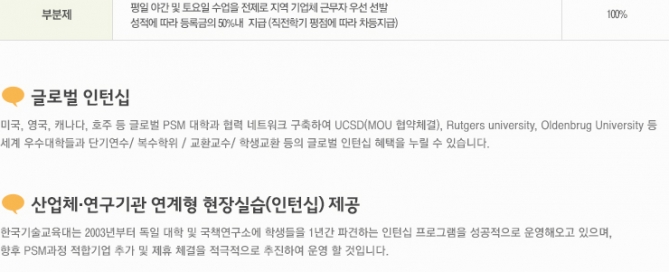 부분제
평일 야간 및 토요일 수업을 전제로 지역 기업체 근무자 우선 선발
성적에 따라 등록금의 50%내 지급 (직전학기 평점에 따라 차등지급)
100%
글로벌 인턴십
미국, 영국, 캐나다, 호주 등 글로벌 PSM 대학과 협력 네트워크 구축하여 UCSD(MOU 협약체결), Rutgers university, Oldenbrug University 등
세계 우수대학들과 단기연수/ 복수학위 / 교환교수/ 학생교환 등의 글로벌 인턴십 혜택을 누릴 수 있습니다.
산업체·연구기관 연계형 현장실습(인턴십) 제공
한국기술교육대는 2003년부터 독일 대학 및 국책연구소에 학생들을 1년간 파견하는 인턴십 프로그램을 성공적으로 운영해오고 있으며,
향후 PSM과정 적합기업 추가 및 제휴 체결을 적극적으로 추진하여 운영 할 것입니다.